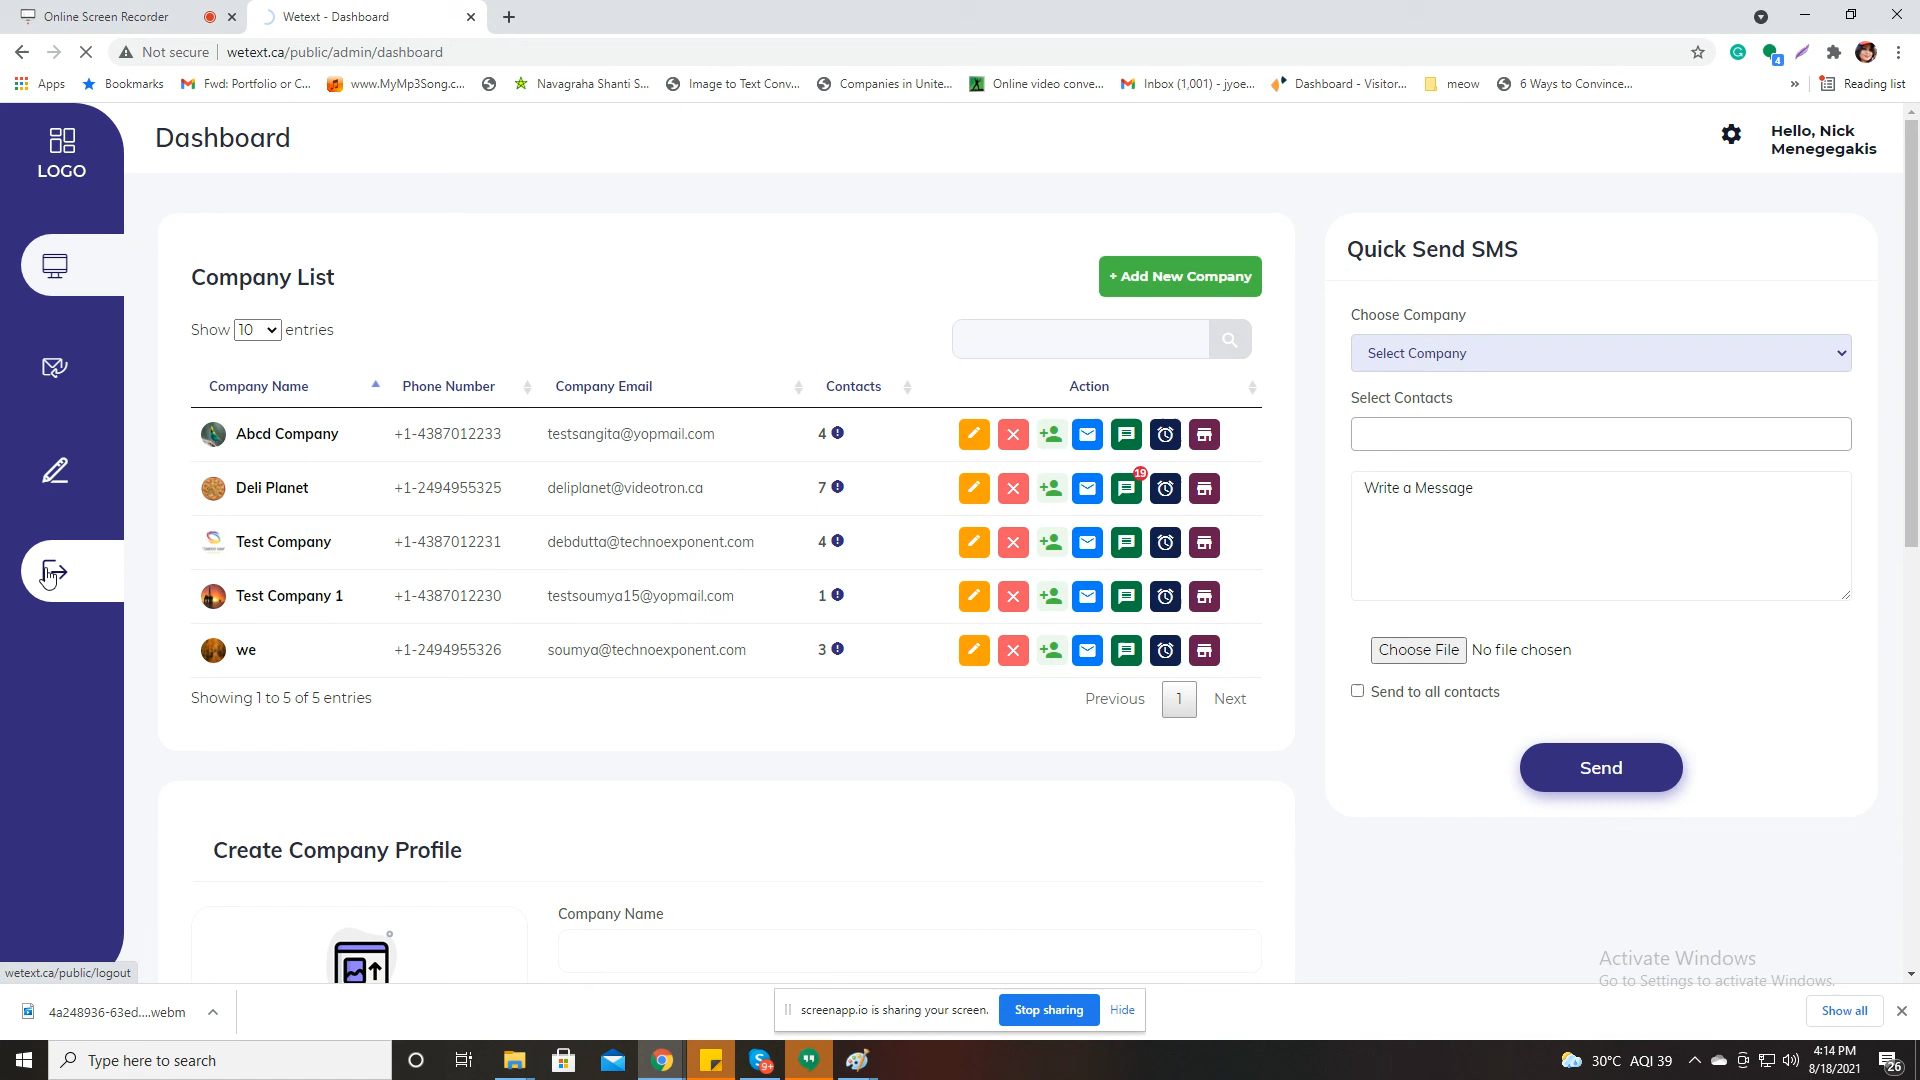 Online Screen Recorder
Wetext - Dashboard
Not secure
wetext.ca/public/admin/dashboard
4
Apps
Bookmarks
Fwd: Portfolio or C...
www.MyMp3Song.c...
Navagraha Shanti S...
Image to Text Conv...
Companies in Unite...
Online video conve...
Inbox (1,001) - jyoe...
Dashboard - Visitor...
meow
6 Ways to Convince...
»
Reading list
LOGO
Dashboard
Hello, Nick
Menegegakis
Company List
+ Add New Company
Show 10 entries
Company Name Phone Number Company Email Contacts Action
Abcd Company +1-4387012233 testsangita@yopmail.com 4
19
Deli Planet +1-2494955325 deliplanet@videotron.ca 7
Test Company +1-4387012231 debdutta@technoexponent.com 4
Test Company 1 +1-4387012230 testsoumya15@yopmail.com 1
we +1-2494955326 soumya@technoexponent.com 3
Showing 1 to 5 of 5 entries
Previous 1 Next
Quick Send SMS
Choose Company
Select Company
Select Contacts
Write a Message
Choose File No file chosen
Send to all contacts
Send
Create Company Profile
Company Name
Activate Windows
Go to Settings to activate Windows.
wetext.ca/public/logout
4a248936-63ed....webm
screenapp.io is sharing your screen.
Stop sharing
Hide
Show all
Type here to search
9+
30°C AQI 39
4:14 PM
8/18/2021
26